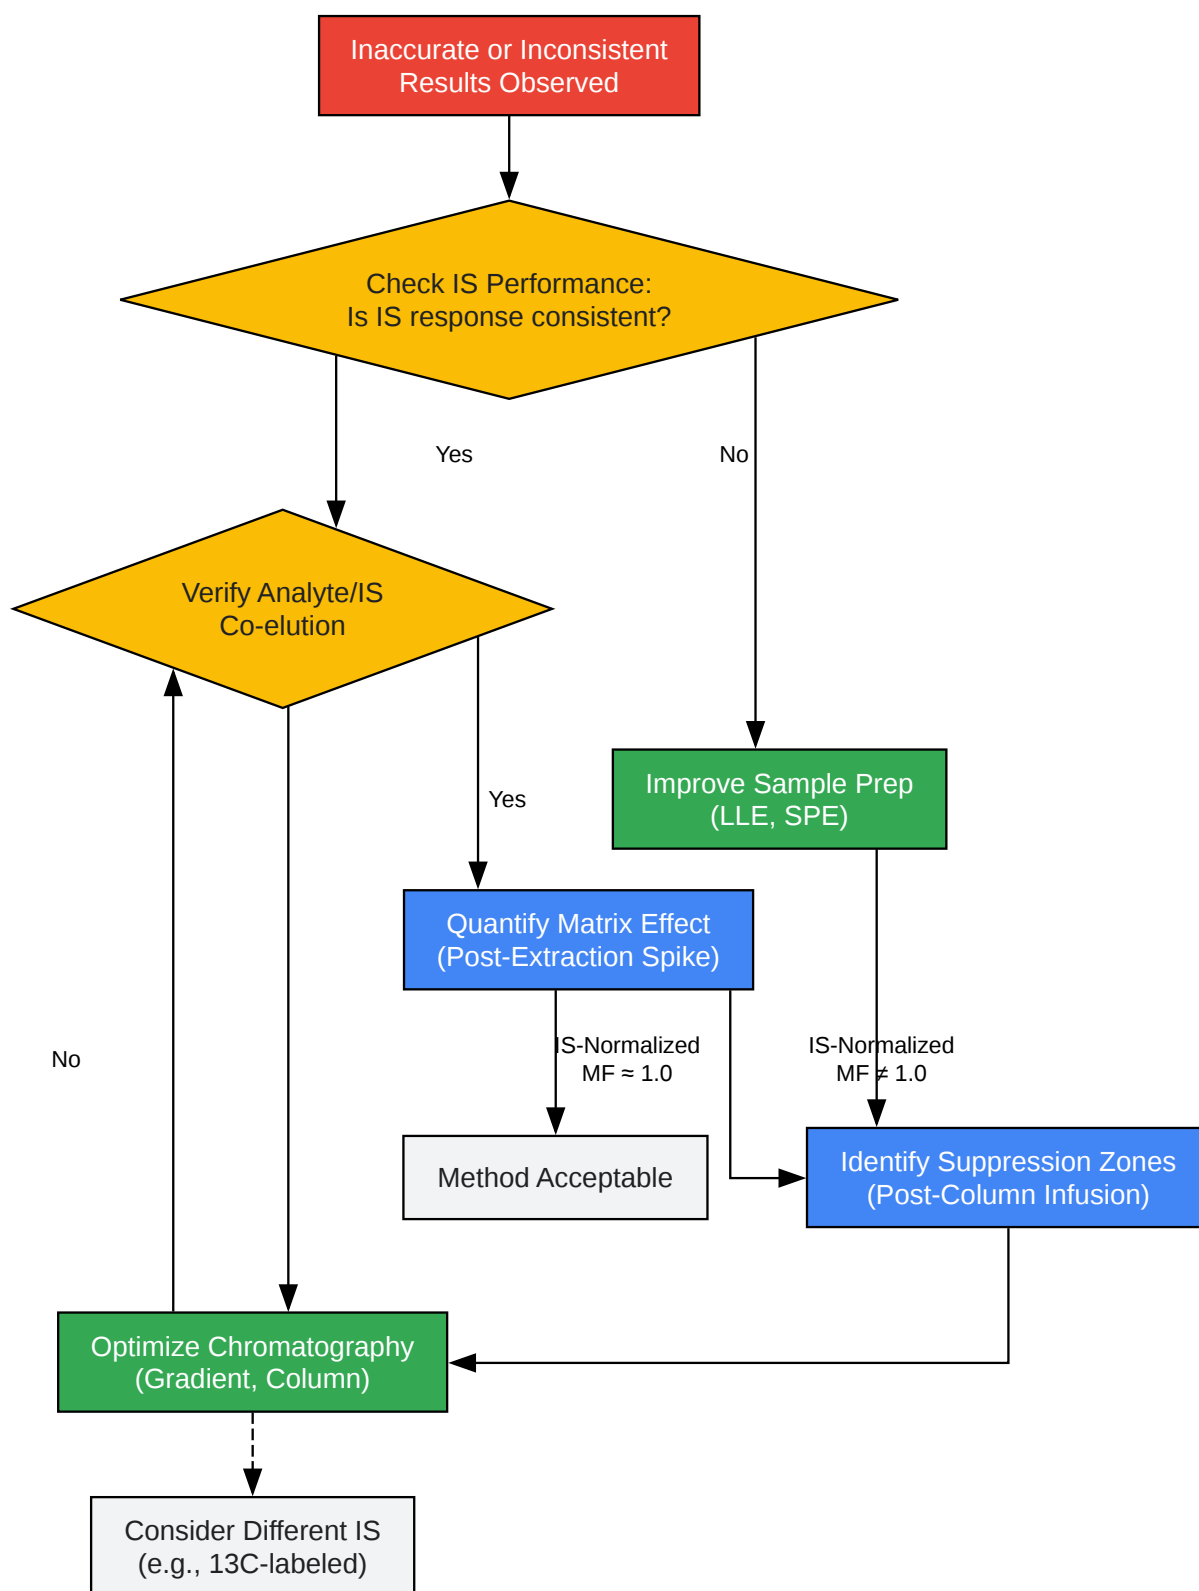 Inaccurate or Inconsistent
Results Observed
Check IS Performance:
Is IS response consistent?
Yes
No
Verify Analyte/IS
Co-elution
Improve Sample Prep
(LLE, SPE)
Yes
Quantify Matrix Effect
(Post-Extraction Spike)
No
IS-Normalized
MF ≈ 1.0
IS-Normalized
MF ≠ 1.0
Method Acceptable
Identify Suppression Zones
(Post-Column Infusion)
Optimize Chromatography
(Gradient, Column)
Consider Different IS
(e.g., 13C-labeled)